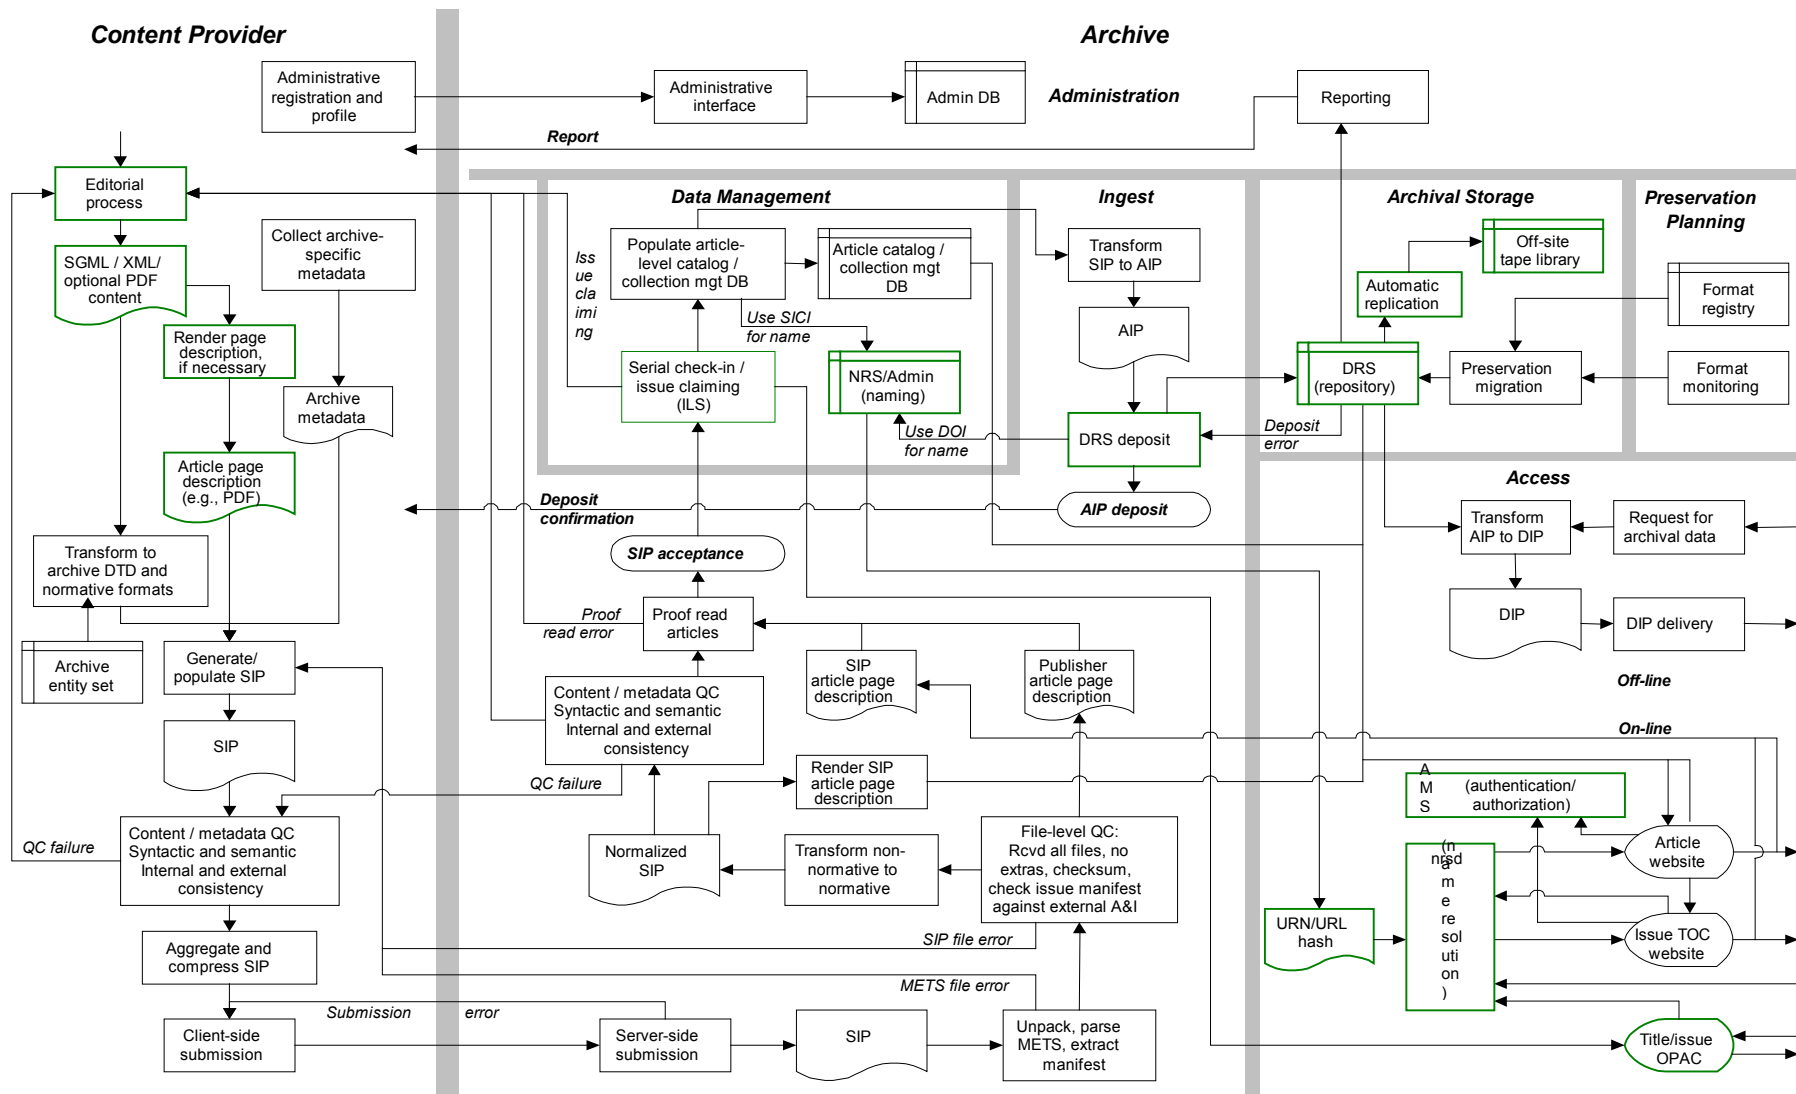 Content Provider
Archive
Administrative
registration and
profile
Administrative
interface
Admin DB
Administration
Reporting
Report
Editorial
process
Data Management
Ingest
Archival Storage
Preservation
Planning
Collect archive-
specific
metadata
SGML / XML/
optional PDF
content
Iss
ue
clai
mi
ng
Populate article-
level catalog /
collection mgt DB
Article catalog /
collection mgt
DB
Transform
SIP to AIP
Off-site
tape library
Automatic
replication
Format
registry
Render page
description,
if necessary
Use SICI
for name
AIP
Archive
metadata
Serial check-in /
issue claiming
(ILS)
NRS/Admin
(naming)
DRS
(repository)
Preservation
migration
Format
monitoring
Use DOI
for name
DRS deposit
Deposit
error
Article page
description
(e.g., PDF)
Access
Deposit
confirmation
AIP deposit
Transform
AIP to DIP
Request for
archival data
Transform to
archive DTD and
normative formats
SIP acceptance
Proof
read error
Proof read
articles
DIP
DIP delivery
Archive
entity set
Generate/
populate SIP
SIP
article page
description
Publisher
article page
description
Off-line
Content / metadata QC
Syntactic and semantic
Internal and external
consistency
SIP
On-line
Render SIP
article page
description
QC failure
A
M
S
(authentication/
authorization)
Content / metadata QC
Syntactic and semantic
Internal and external
consistency
QC failure
Normalized
SIP
Transform non-
normative to
normative
File-level QC:
Rcvd all files, no
extras, checksum,
check issue manifest
against external A&I
nrsd
(n
a
m
e
re
sol
uti
on
)
Article
website
URN/URL
hash
Issue TOC
website
Aggregate and
compress SIP
SIP file error
METS file error
Submission
error
Client-side
submission
Server-side
submission
SIP
Unpack, parse
METS, extract
manifest
Title/issue
OPAC